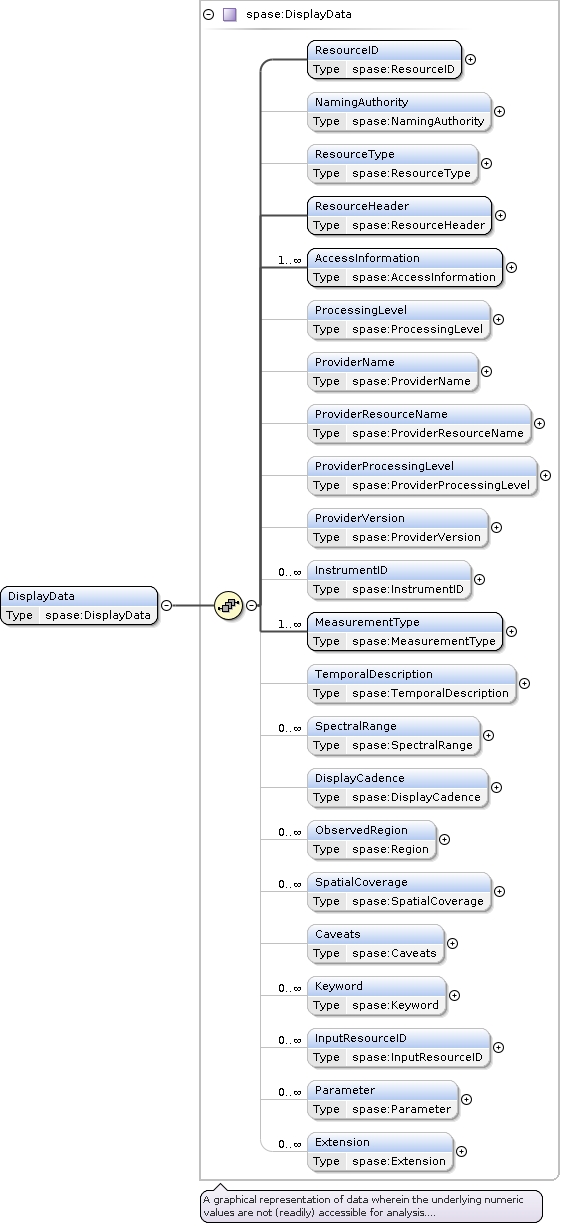 spase:DisplayData
ResourceID
Type spase:ResourceID
NamingAuthority
Type spase:NamingAuthority
ResourceType
Type spase:ResourceType
ResourceHeader
Type spase:ResourceHeader
1..∞ AccessInformation
Type spase:AccessInformation
ProcessingLevel
Type spase:ProcessingLevel
ProviderName
Type spase:ProviderName
ProviderResourceName
Type spase:ProviderResourceName
ProviderProcessingLevel
Type spase:ProviderProcessingLevel
ProviderVersion
Type spase:ProviderVersion
0..∞ InstrumentID
Type spase:InstrumentID
DisplayData
Type spase:DisplayData
1..∞ MeasurementType
Type spase:MeasurementType
TemporalDescription
Type spase:TemporalDescription
0..∞ SpectralRange
Type spase:SpectralRange
DisplayCadence
Type spase:DisplayCadence
0..∞ ObservedRegion
Type spase:Region
0..∞ SpatialCoverage
Type spase:SpatialCoverage
Caveats
Type spase:Caveats
0..∞ Keyword
Type spase:Keyword
0..∞ InputResourceID
Type spase:InputResourceID
0..∞ Parameter
Type spase:Parameter
0..∞ Extension
Type spase:Extension
A graphical representation of data wherein the underlying numeric
values are not (readily) accessible for analysis....